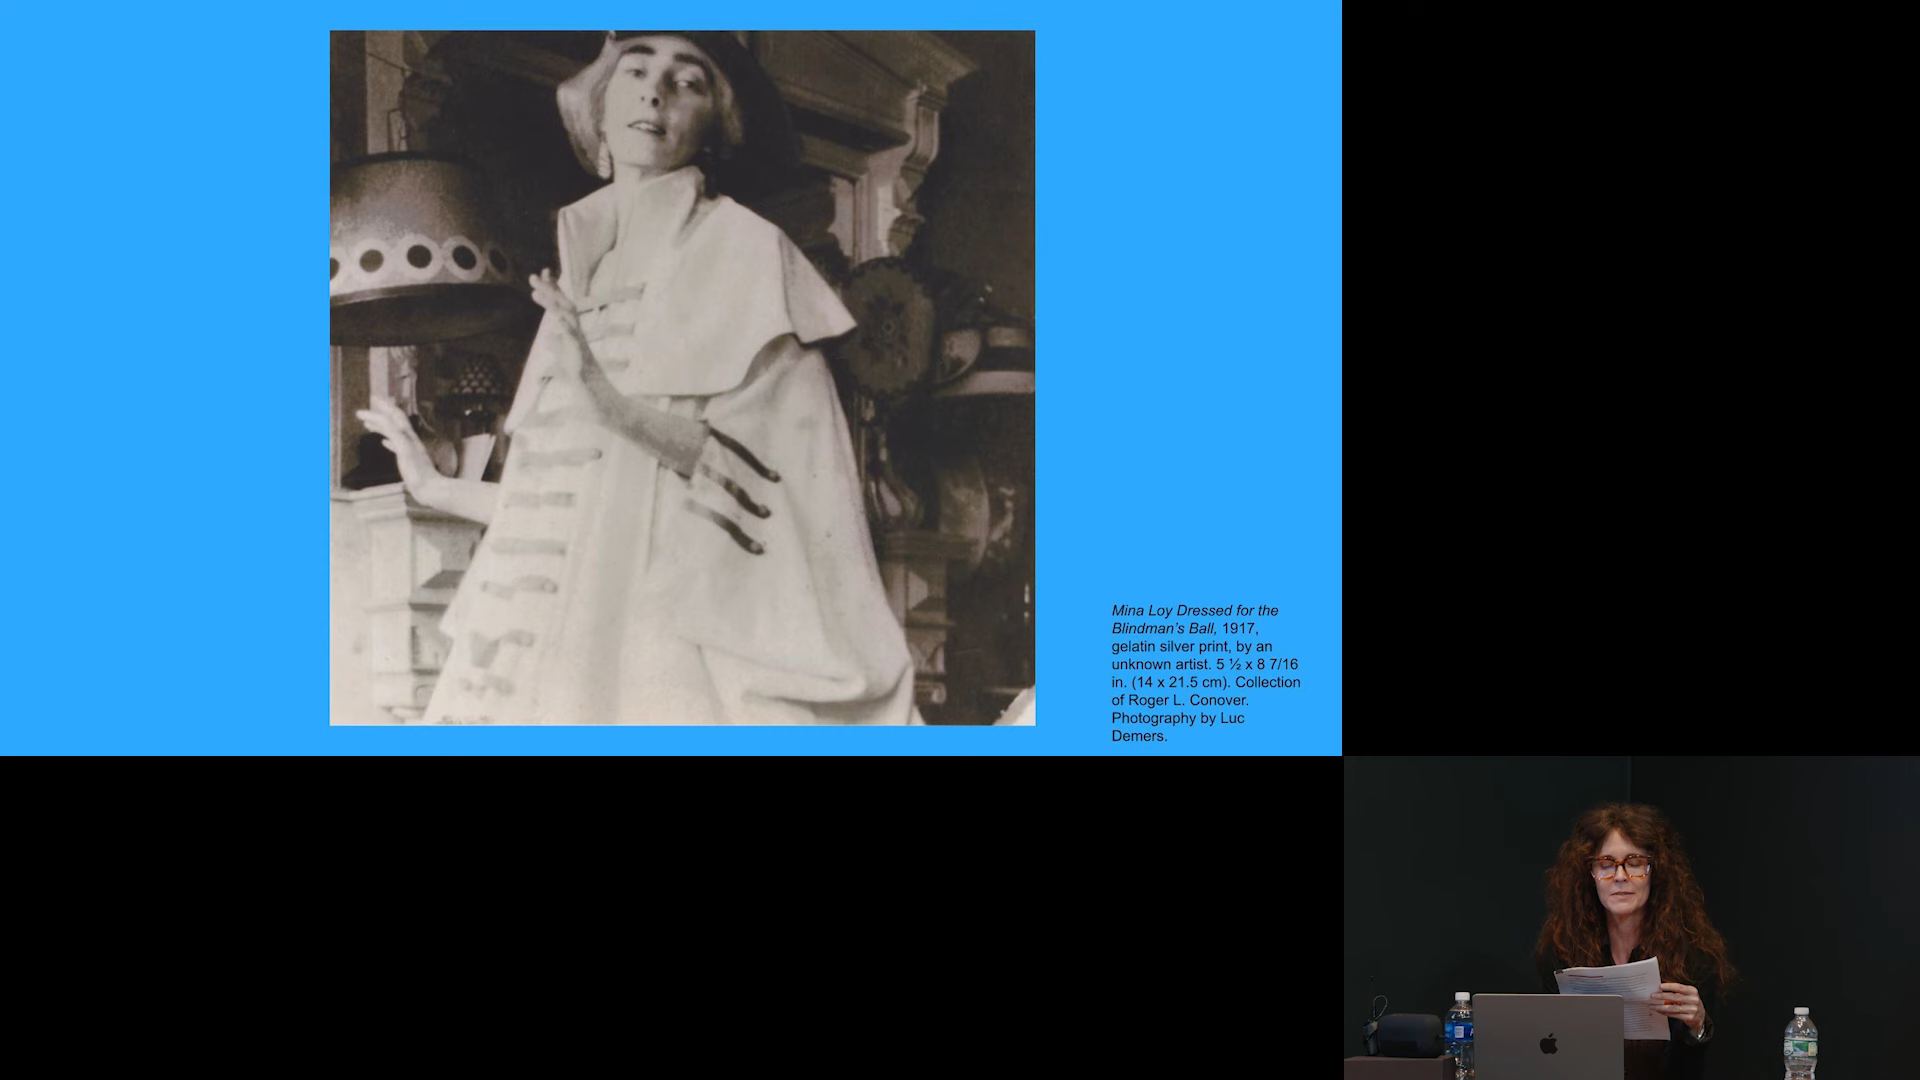 Mina Loy Dressed for the
Blindman's Ball, 1917,
gelatin silver print, by an
unknown artist. 5 ½ x 8 7/16
in. (14 x 21.5 cm). Collection
of Roger L. Conover.
Photography by Luc
Demers.